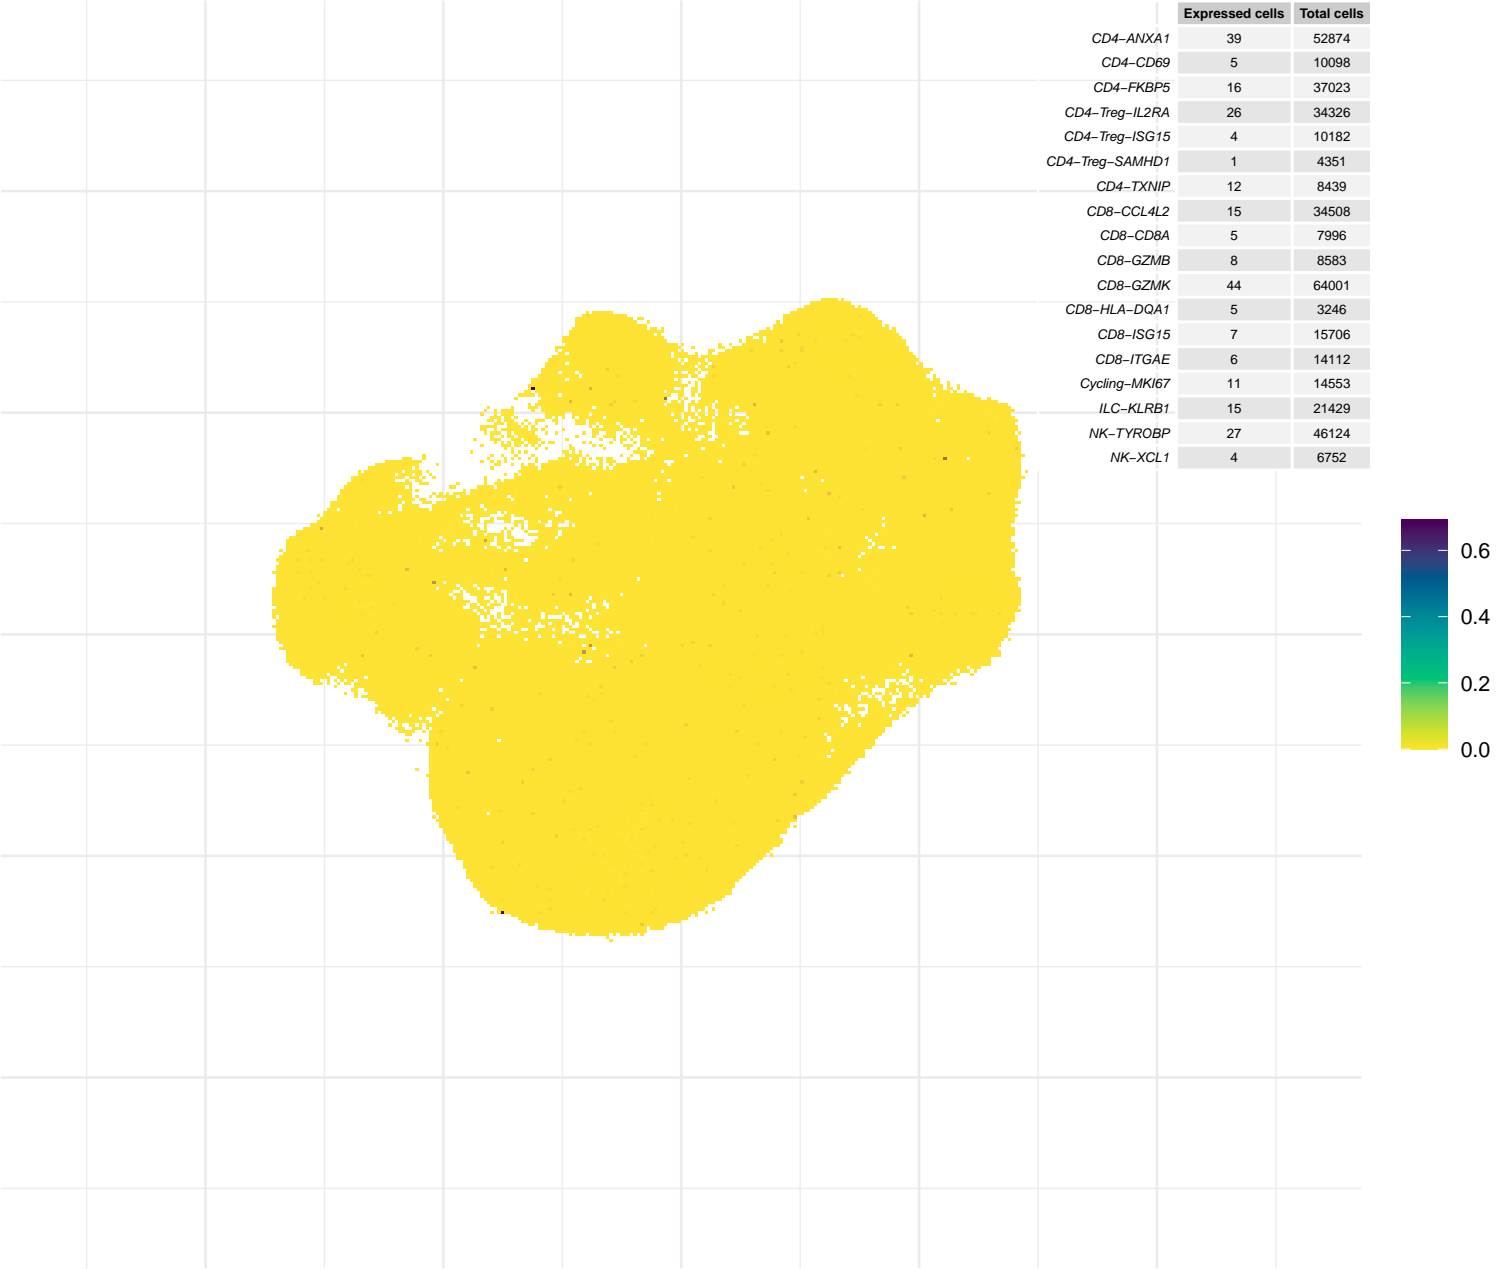 Expressed cells Total cells
CD4−ANXA1 39 52874
CD4−CD69 5 10098
CD4−FKBP5 16 37023
CD4−Treg−IL2RA 26 34326
CD4−Treg−ISG15 4 10182
CD4−Treg−SAMHD1 1 4351
CD4−TXNIP 12 8439
CD8−CCL4L2 15 34508
CD8−CD8A 5 7996
CD8−GZMB 8 8583
CD8−GZMK 44 64001
CD8−HLA−DQA1 5 3246
CD8−ISG15 7 15706
CD8−ITGAE 6 14112
Cycling−MKI67 11 14553
ILC−KLRB1 15 21429
NK−TYROBP 27 46124
NK−XCL1 4 6752
0.6
0.4
0.2
0.0